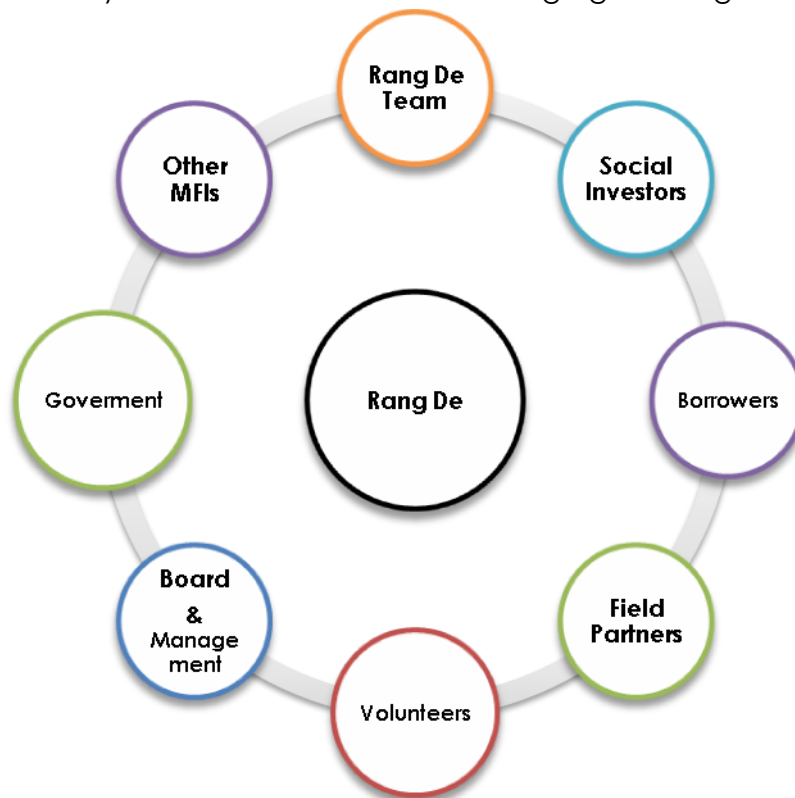 Rang De
Team
Other
MFIs
Social
Investors
Goverment
Rang De
Borrowers
Board
&
Manage
ment
Field
Partners
Volunteers